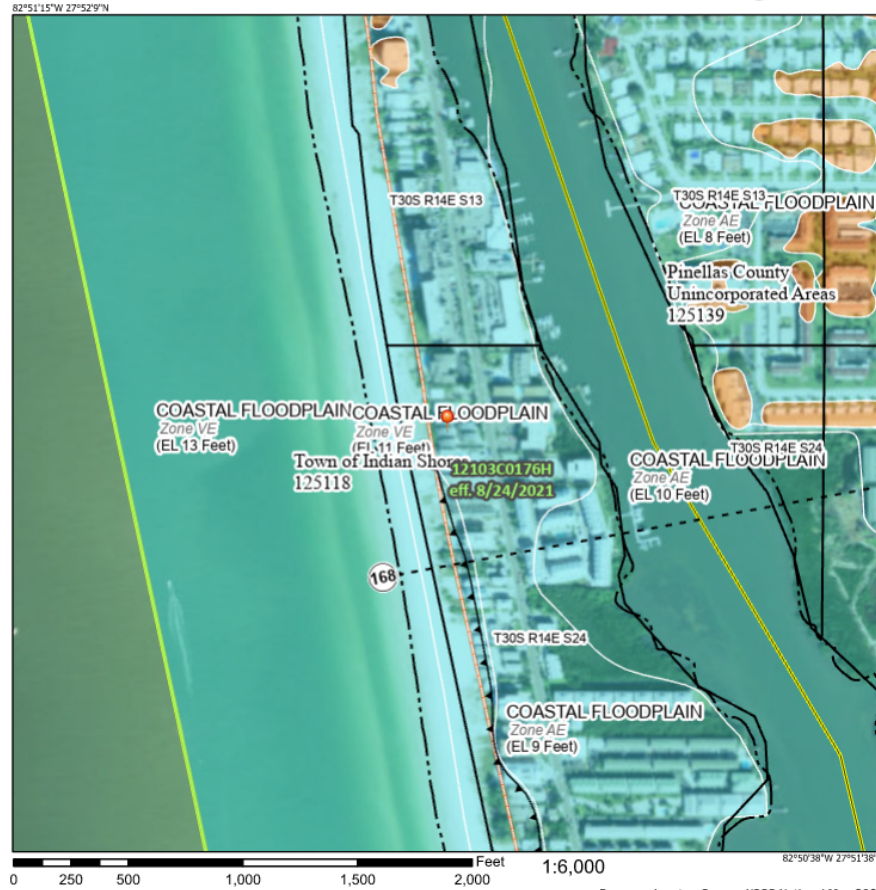 82°51'15"W 27°52'9"N
T30S R14E S13
T30S R14E S13
COASTAL FLOODPLAIN
Zone AE
(EL 8 Feet)
Pinellas County
Unincorporated Areas
125139
COASTAL FLOODPLAIN
Zone VE
(EL 13 Feet)
COASTAL FLOODPLAIN
Zone VE
(EL 11 Feet)
Town of Indian Shores
125118
12103C0176H
eff. 8/24/2021
T30S R14E S24
COASTAL FLOODPLAIN
Zone AE
(EL 10 Feet)
168
T30S R14E S24
COASTAL FLOODPLAIN
Zone AE
(EL 9 Feet)
82°50'38"W 27°51'38"
Feet
1:6,000
0 250 500 1,000 1,500 2,000